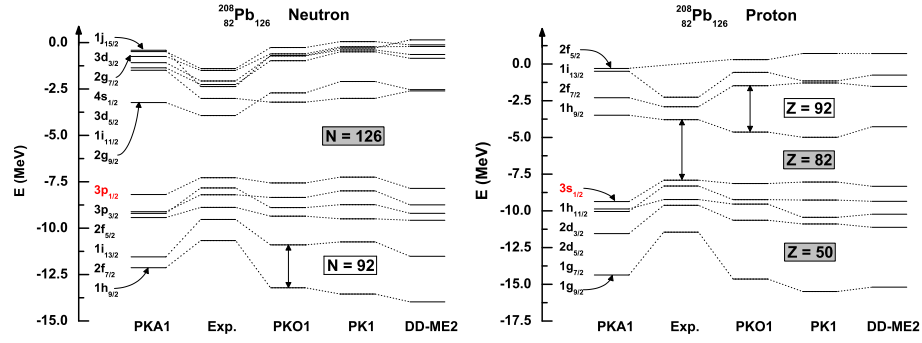 208
82 Pb 126 Neutron
0.0
-2.5
-5.0
-7.5
-10.0
-12.5
-15.0
E (MeV)
1j15/2
3d3/2
2g7/2
4s1/2
3d5/2
1i11/2
2g9/2
3p1/2
3p3/2
2f5/2
1i13/2
2f7/2
1h9/2
N = 126
N = 92
PKA1 Exp. PKO1 PK1 DD-ME2
208
82 Pb 126 Proton
0.0
-2.5
-5.0
-7.5
-10.0
-12.5
-15.0
-17.5
E (MeV)
2f5/2
1i13/2
2f7/2
1h9/2
3s1/2
1h11/2
2d3/2
2d5/2
1g7/2
1g9/2
Z = 92
Z = 82
Z = 50
PKA1 Exp. PKO1 PK1 DD-ME2